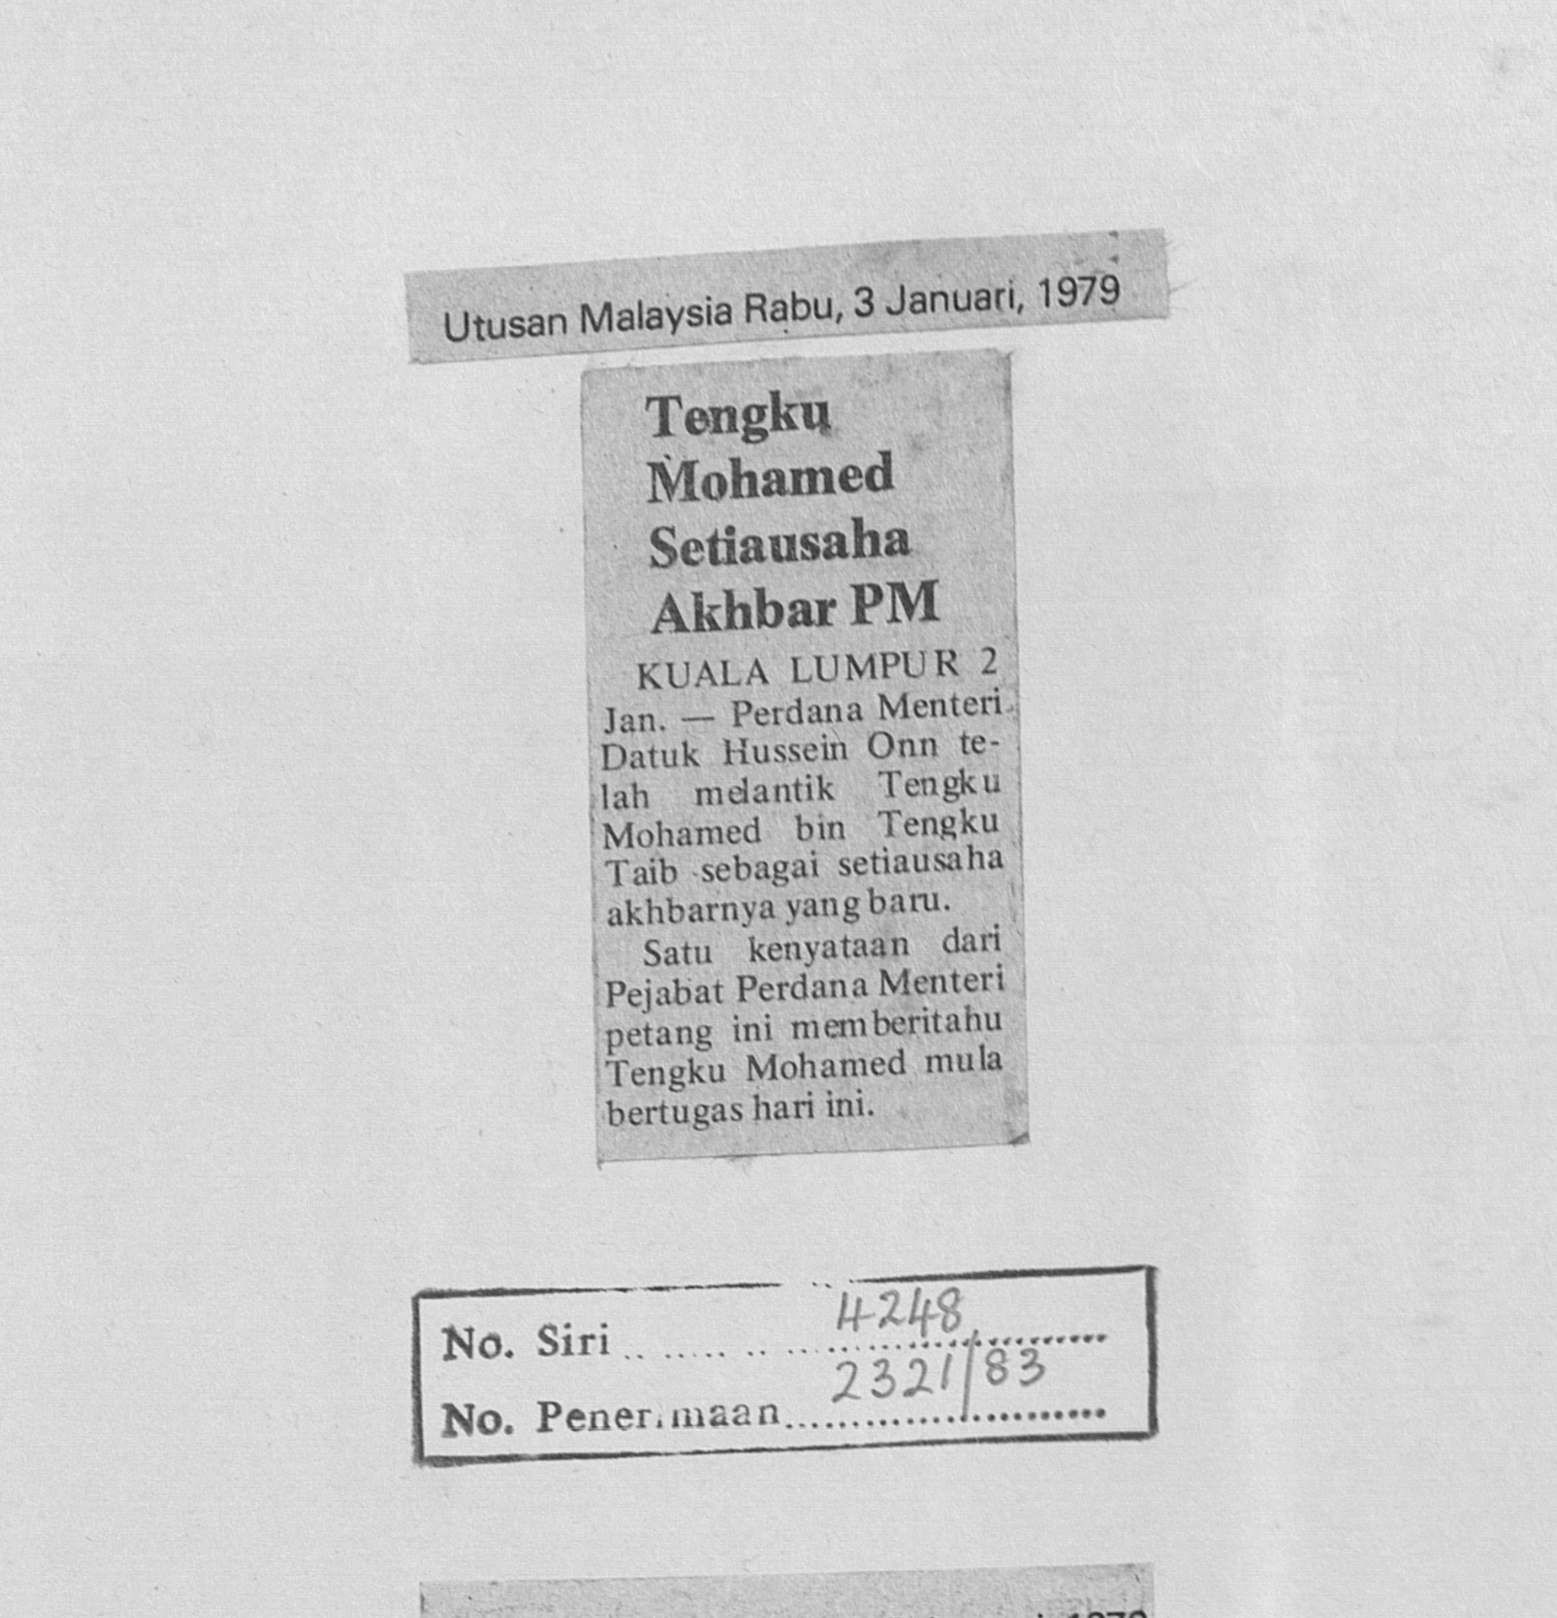 Utusan Malaysia Rabu, 3 Januari, 1979
Tengku
Mohamed
Setiausaha
Akhbar PM
KUALA LUMPUR 2
Jan. — Perdana Menteri
Datuk Hussein Onn te-
lah melantik Tengku
Mohamed bin Tengku
Taib sebagai setiausaha
akhbarnya yang baru.
Satu kenyataan dari
Pejabat Perdana Menteri
petang ini memberitahu
Tengku Mohamed mula
bertugas hari ini.
No. Siri 4248
No. Penerimaan 2321/83